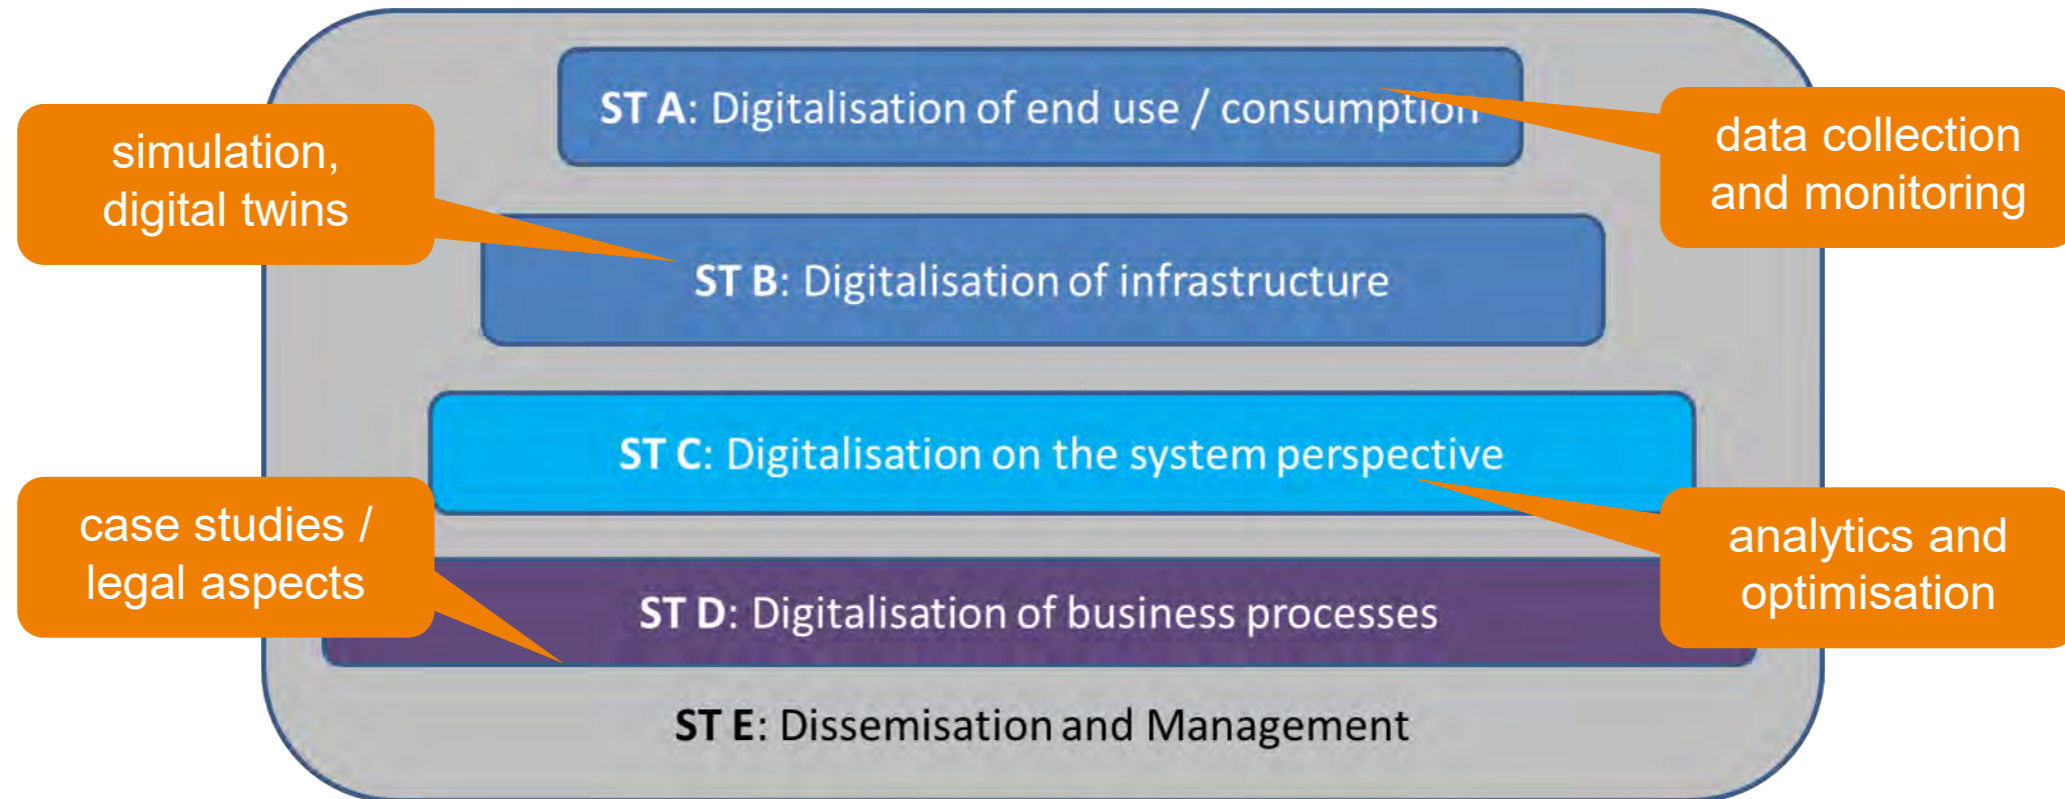 ST A: Digitalisation of end use / consumption
simulation,
digital twins
data collection
and monitoring
ST B: Digitalisation of infrastructure
ST C: Digitalisation on the system perspective
case studies /
legal aspects
analytics and
optimisation
ST D: Digitalisation of business processes
ST E: Dissemisation and Management